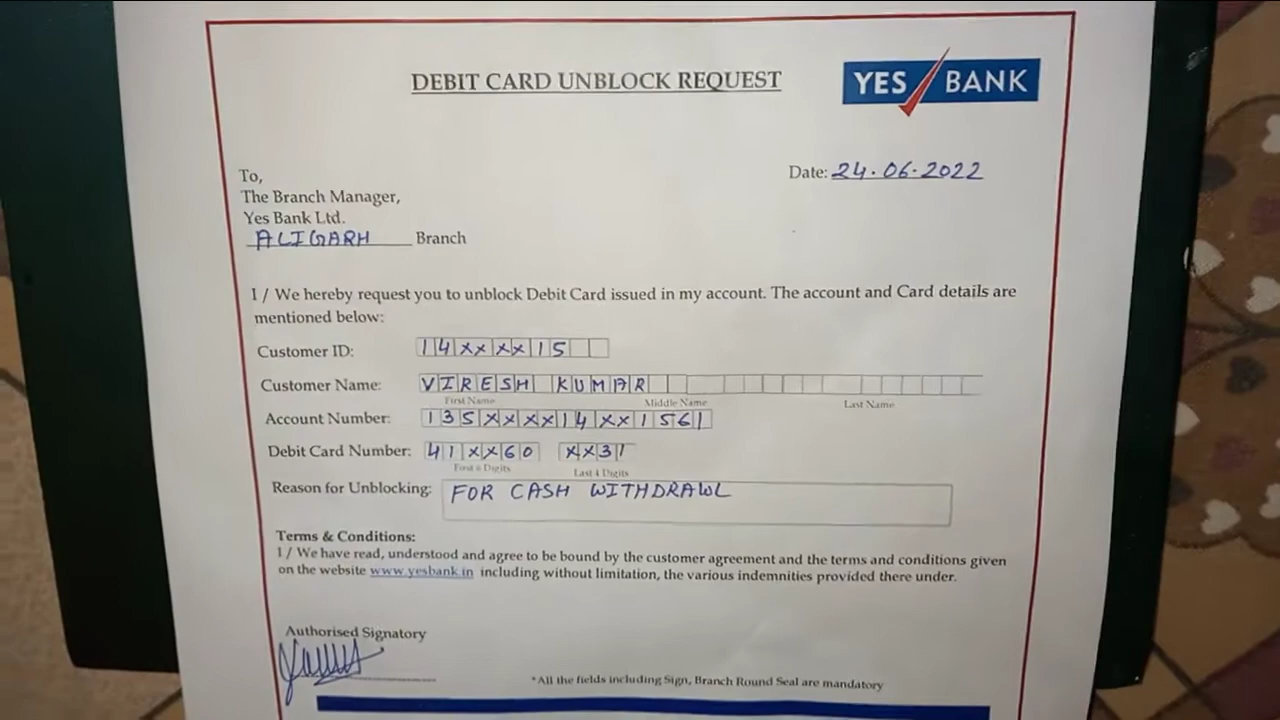 DEBIT CARD UNBLOCK REQUEST
YES BANK
Date: 24.06.2022
To,
The Branch Manager,
Yes Bank Ltd.
ALIGARH Branch
I / We hereby request you to unblock Debit Card issued in my account. The account and Card details are
mentioned below:
Customer ID: 14XXXXX15
Customer Name: VIRESH KUMAR
First Name Middle Name Last Name
Account Number: 135XXXX14XX1561
Debit Card Number: 41XX60 XX31
First 6 Digits Last 4 Digits
Reason for Unblocking: FOR CASH WITHDRAWL
Terms & Conditions:
I / We have read, understood and agree to be bound by the customer agreement and the terms and conditions given
on the website www.yesbank.in including without limitation, the various indemnities provided there under.
Authorised Signatory
*All the fields including Sign, Branch Round Seal are mandatory